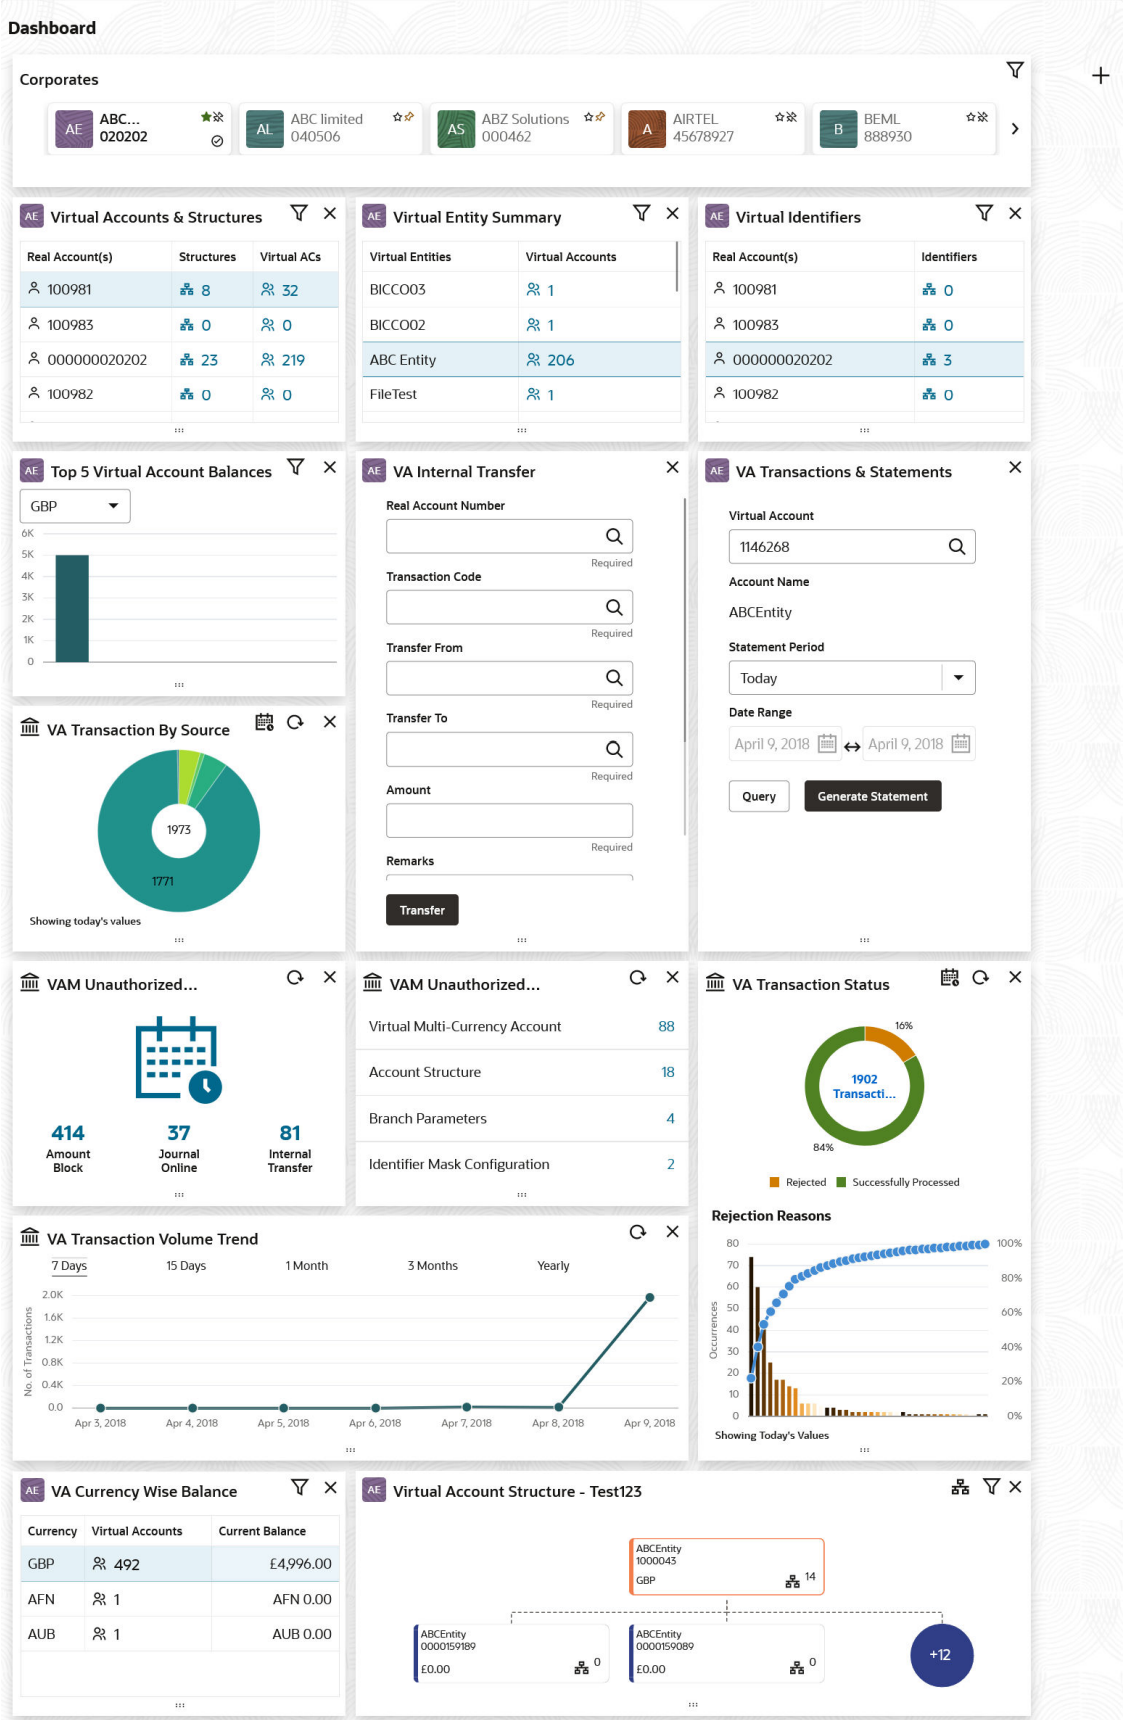 Dashboard
Corporates
AE ABC... 020202
AL ABC limited 040506
AS ABZ Solutions 000462
A AIRTEL 45678927
B BEML 888930
AE Virtual Accounts & Structures
Real Account(s) Structures Virtual ACs
100981 8 32
100983 0 0
000000020202 23 219
100982 0 0
AE Virtual Entity Summary
Virtual Entities Virtual Accounts
BICCO03 1
BICCO02 1
ABC Entity 206
FileTest 1
AE Virtual Identifiers
Real Account(s) Identifiers
100981 0
100983 0
000000020202 3
100982 0
AE Top 5 Virtual Account Balances
GBP
6K
5K
4K
3K
2K
1K
0
AE VA Internal Transfer
Real Account Number
Required
Transaction Code
Required
Transfer From
Required
Transfer To
Required
Amount
Required
Remarks
Transfer
AE VA Transactions & Statements
Virtual Account
1146268
Account Name
ABCEntity
Statement Period
Today
Date Range
April 9, 2018 April 9, 2018
Query Generate Statement
VA Transaction By Source
1973
1771
Showing today's values
VAM Unauthorized...
414 37 81
Amount Block
Journal Online
Internal Transfer
VAM Unauthorized...
Virtual Multi-Currency Account 88
Account Structure 18
Branch Parameters 4
Identifier Mask Configuration 2
VA Transaction Status
16%
1902
Transacti...
84%
Rejected Successfully Processed
Rejection Reasons
80 100%
70
60 80%
50 60%
40
30 40%
20 20%
10
0 0%
Occurrences
Showing Today's Values
VA Transaction Volume Trend
7 Days 15 Days 1 Month 3 Months Yearly
2.0K
1.6K
1.2K
0.8K
0.4K
0.0
No. of Transactions
Apr 3, 2018 Apr 4, 2018 Apr 5, 2018 Apr 6, 2018 Apr 7, 2018 Apr 8, 2018 Apr 9, 2018
AE VA Currency Wise Balance
Currency Virtual Accounts Current Balance
GBP 492 £4,996.00
AFN 1 AFN 0.00
AUB 1 AUB 0.00
AE Virtual Account Structure - Test123
ABCEntity
1000043
GBP 14
ABCEntity
0000159189
£0.00 0
ABCEntity
0000159089
£0.00 0
+12